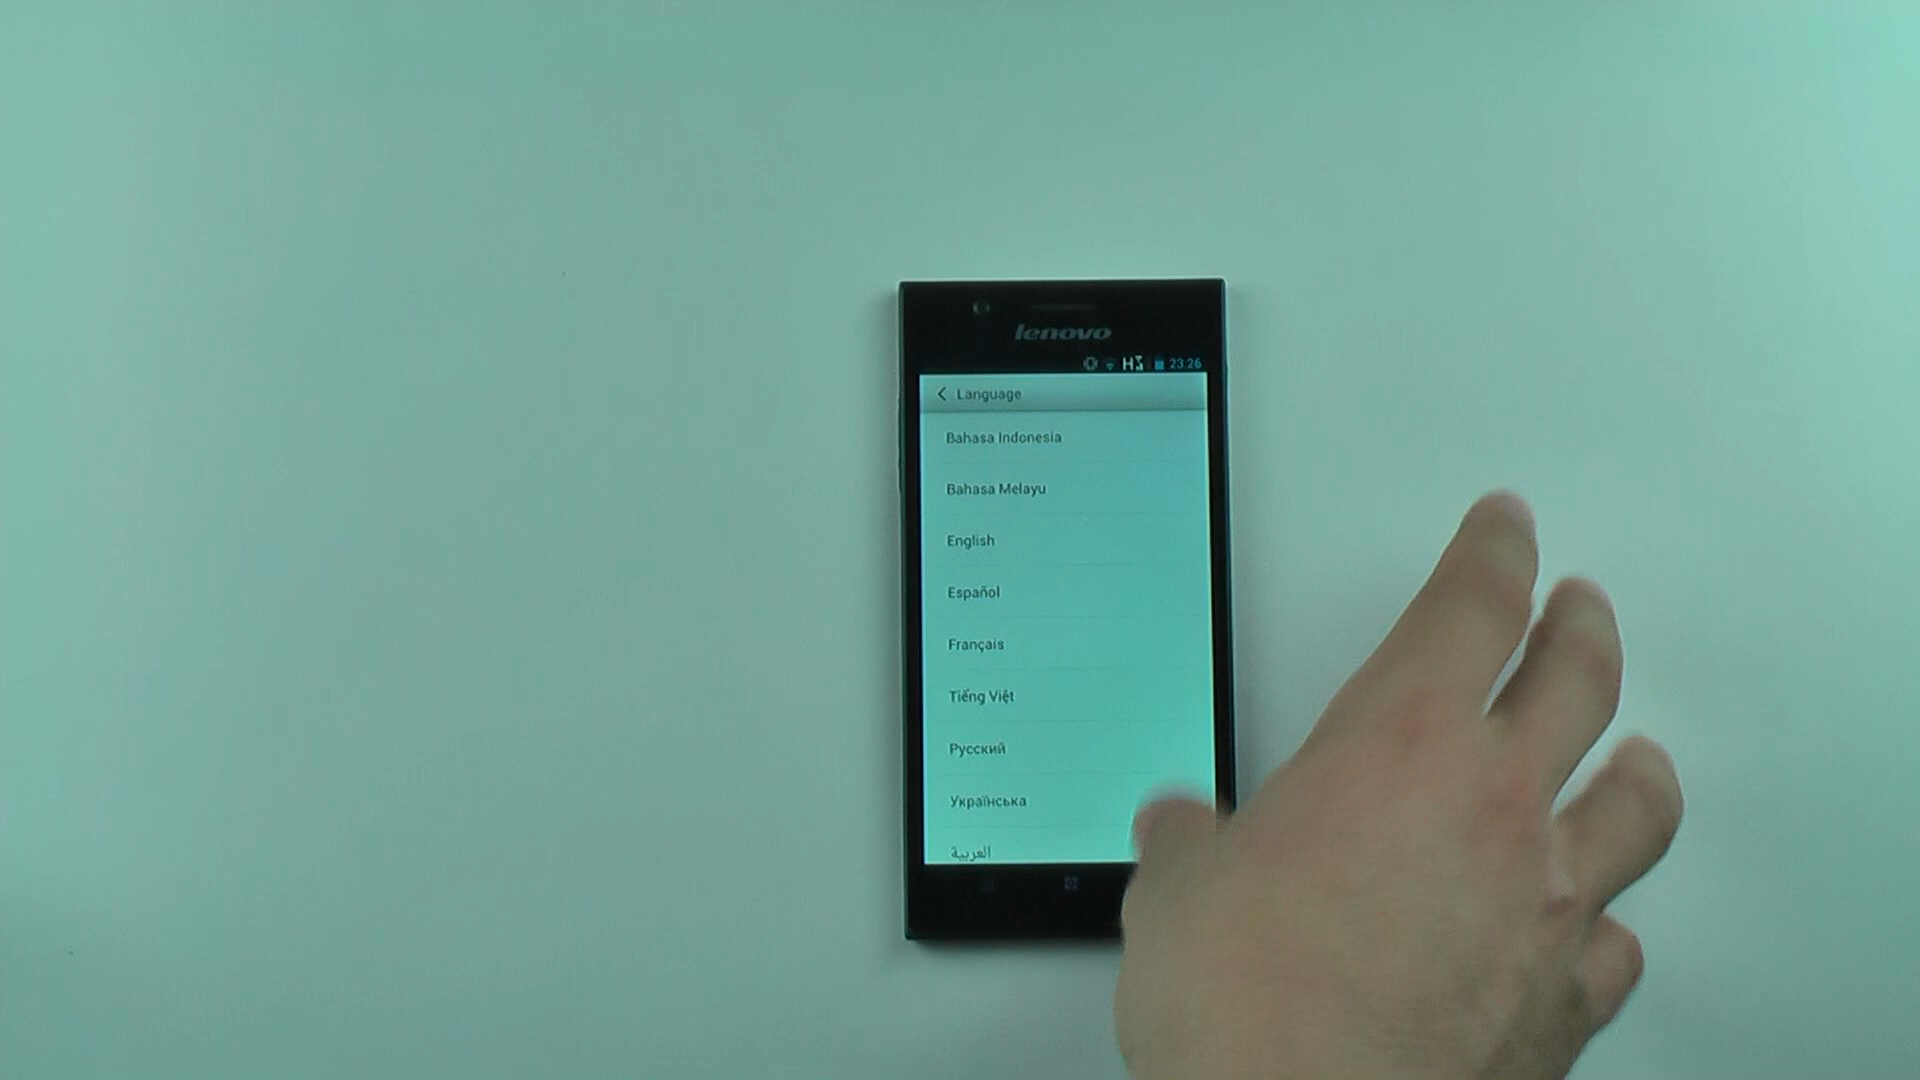 lenovo
H 23:26
Language
Bahasa Indonesia
Bahasa Melayu
English
Español
Français
Tiếng Việt
Русский
Українська
العربية